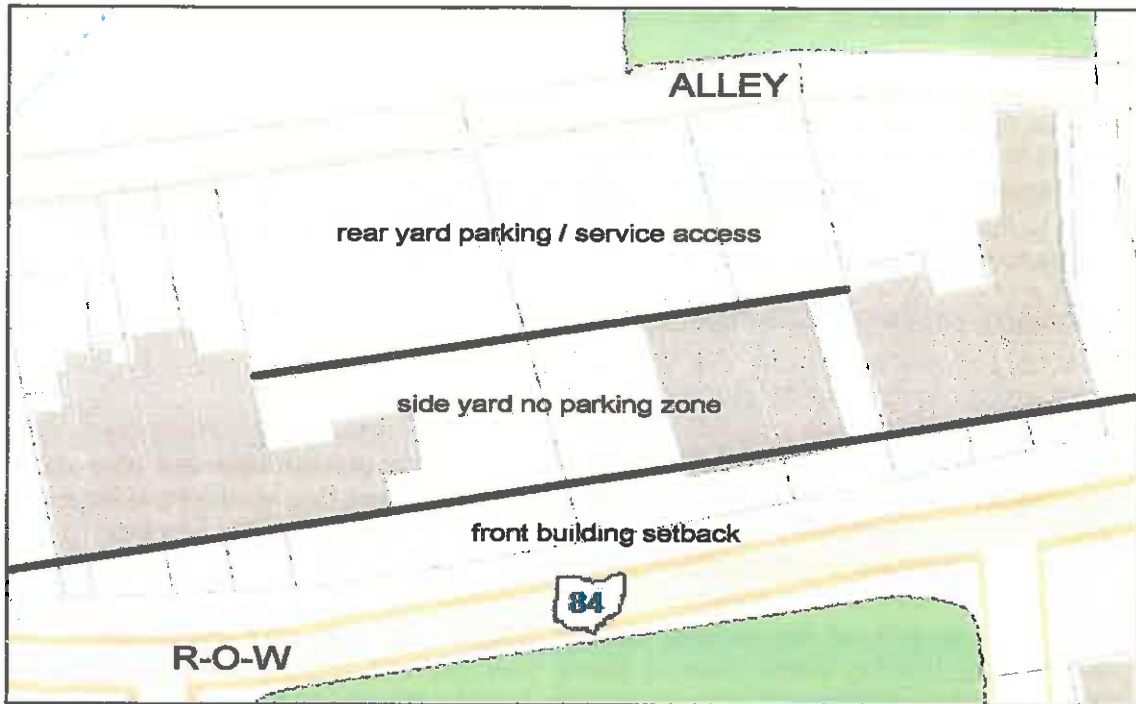 ALLEY
rear yard parking / service access
side yard no parking zone
front building setback
84
R-O-W